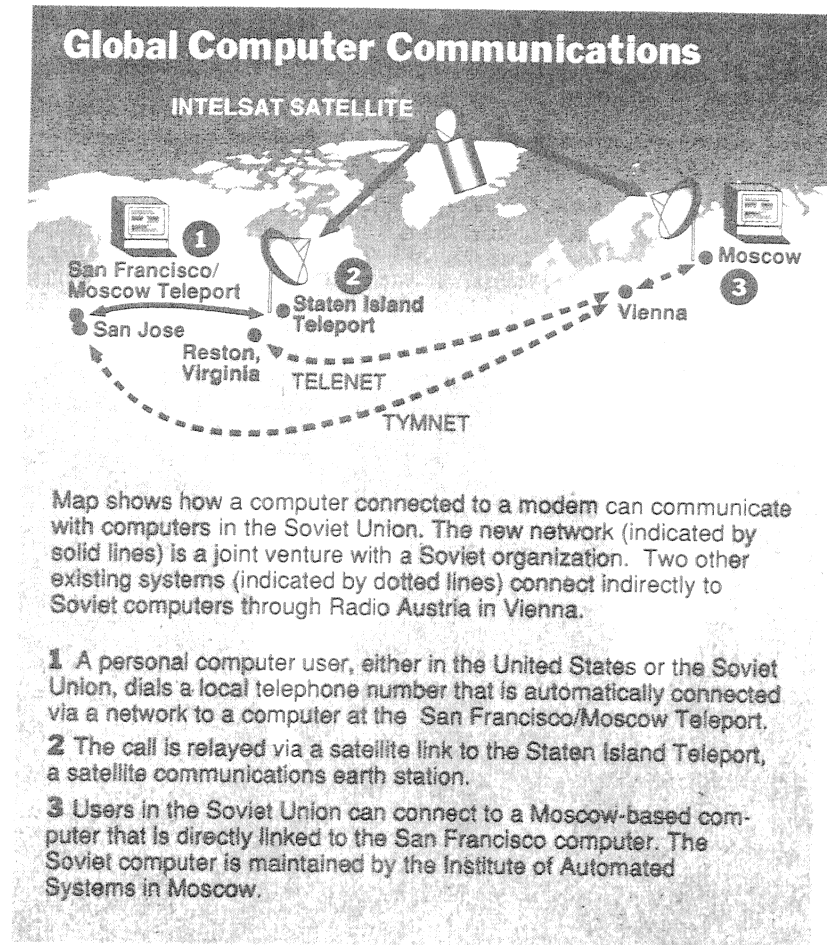 Global Computer Communications
INTELSAT SATELLITE
1
San Francisco/
Moscow Teleport
San Jose
2
Staten Island
Teleport
Reston,
Virginia
Moscow
3
Vienna
TELENET
TYMNET
Map shows how a computer connected to a modem can communicate
with computers in the Soviet Union. The new network (indicated by
solid lines) is a joint venture with a Soviet organization. Two other
existing systems (indicated by dotted lines) connect indirectly to
Soviet computers through Radio Austria in Vienna.
1 A personal computer user, either in the United States or the Soviet
Union, dials a local telephone number that is automatically connected
via a network to a computer at the San Francisco/Moscow Teleport.
2 The call is relayed via a satellite link to the Staten Island Teleport,
a satellite communications earth station.
3 Users in the Soviet Union can connect to a Moscow-based com-
puter that is directly linked to the San Francisco computer. The
Soviet computer is maintained by the Institute of Automated
Systems in Moscow.